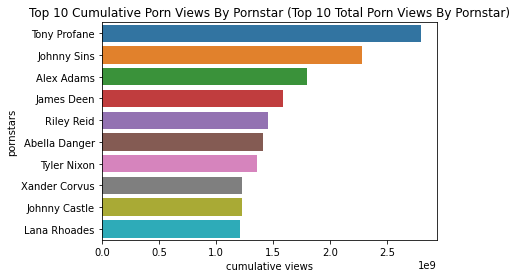 Top 10 Cumulative Porn Views By Pornstar (Top 10 Total Porn Views By Pornstar)
Tony Profane
Johnny Sins
Alex Adams
James Deen
Riley Reid
Abella Danger
Tyler Nixon
Xander Corvus
Johnny Castle
Lana Rhoades
pornstars
0.0 0.5 1.0 1.5 2.0 2.5
1e9
cumulative views